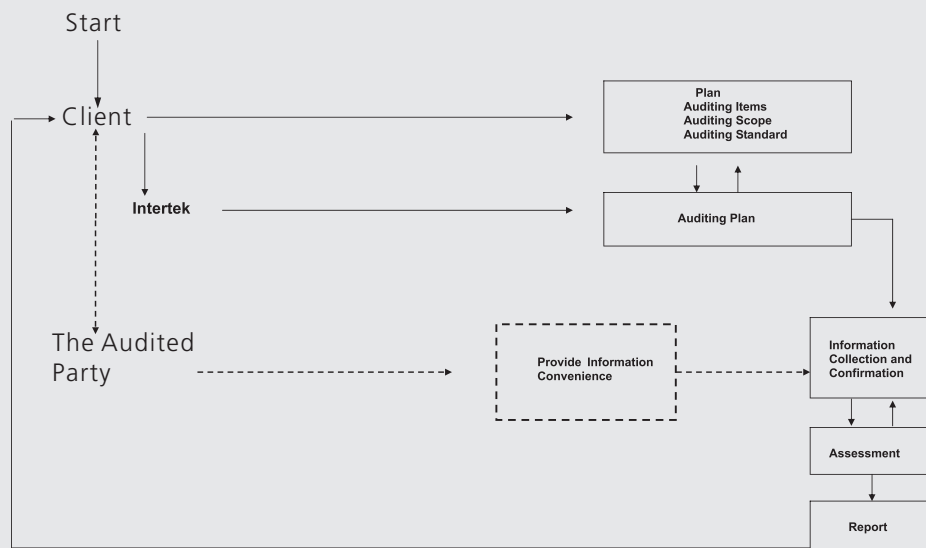 Start
Client
Plan
Auditing Items
Auditing Scope
Auditing Standard
Intertek
Auditing Plan
The Audited
Party
Provide Information
Convenience
Information
Collection and
Confirmation
Assessment
Report